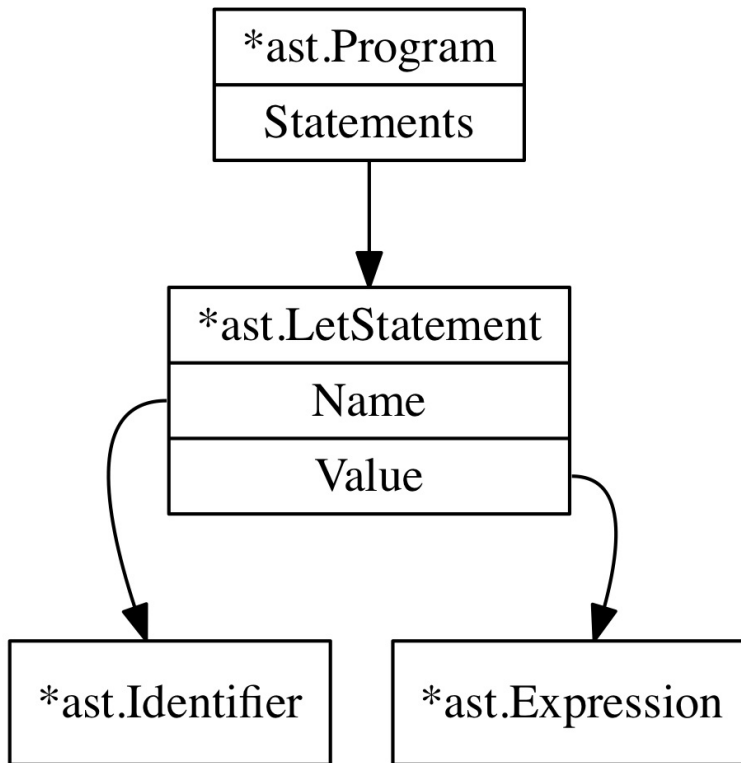 *ast.Program
Statements
*ast.LetStatement
Name
Value
*ast.Identifier
*ast.Expression